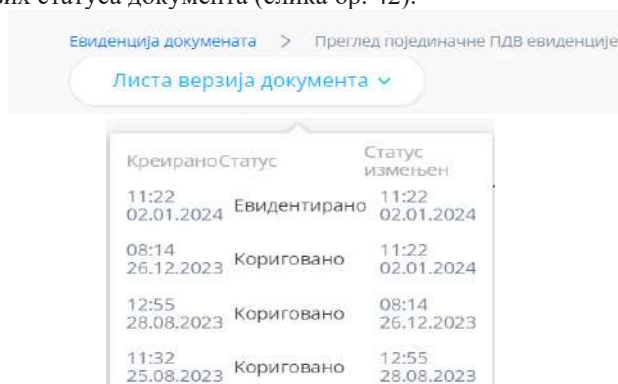 статуса документа (слика бр. 42).
Евиденција докумената > Преглед појединачне ПДВ евиденције
Листа верзија документа
Креирано Статус Статус измењен
11:22 02.01.2024 Евидентирано 11:22 02.01.2024
08:14 26.12.2023 Кориговано 11:22 02.01.2024
12:55 28.08.2023 Кориговано 08:14 26.12.2023
11:32 25.08.2023 Кориговано 12:55 28.08.2023